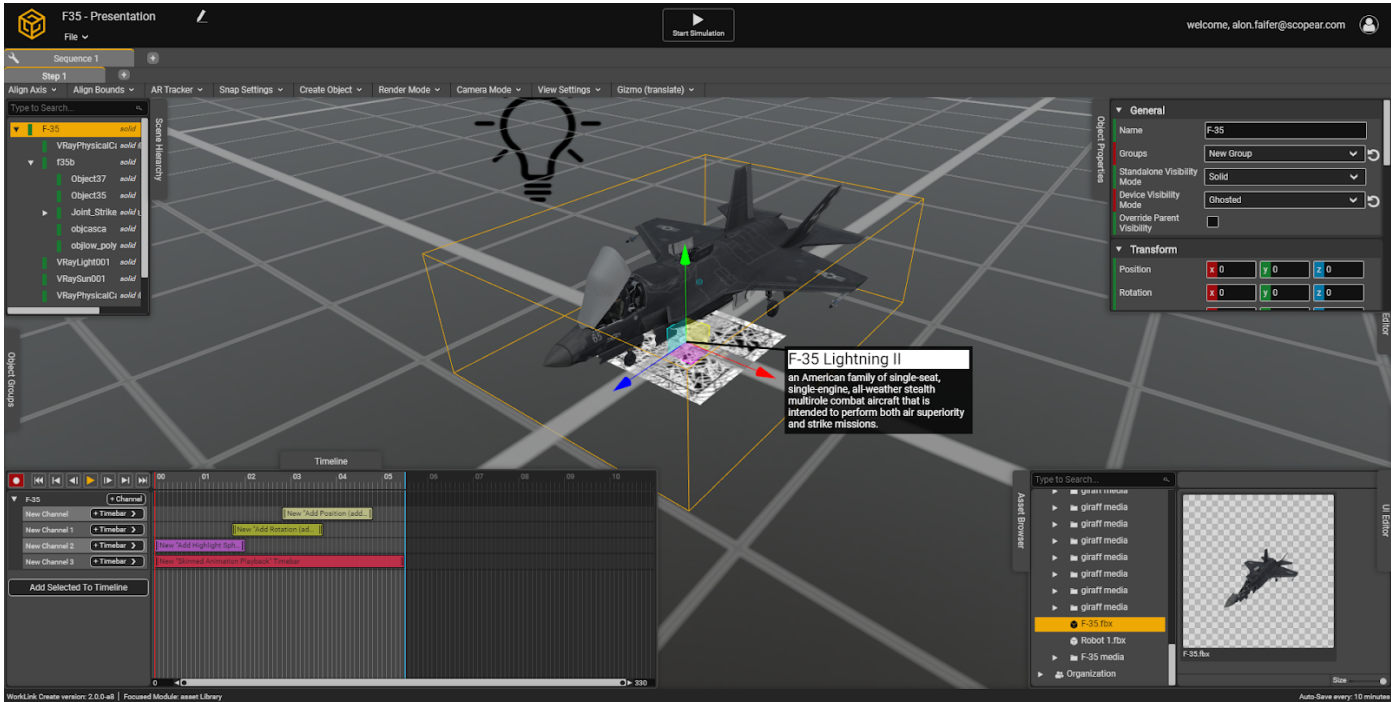 F35 - Presentation
File
Start Simulation
welcome, alon.falfer@scopear.com
Sequence 1
Step 1
Align Axis
Align Bounds
AR Tracker
Snap Settings
Create Object
Render Mode
Camera Mode
View Settings
Gizmo (translate)
Type to Search...
F-35 solid
VRayPhysicalCa solid
f35b solid
Object37 solid
Object35 solid
Joint_Strike solid
objcasca solid
objlow_poly solid
VRayLight001 solid
VRaySun001 solid
VRayPhysicalCa solid
Scene Hierarchy
Object Groups
Object Properties
General
Name F-35
Groups New Group
Standalone Visibility
Mode
Solid
Device Visibility
Mode
Ghosted
Override Parent
Visibility
Transform
Position x 0 y 0 z 0
Rotation x 0 y 0 z 0
Editor
F-35 Lightning II
an American family of single-seat,
single-engine, all-weather stealth
multirole combat aircraft that is
intended to perform both air superiority
and strike missions.
Timeline
00 01 02 03 04 05 06 07 08 09 10
F-35 + Channel
New Channel + Timebar
New "Add Position (add...
New Channel 1 + Timebar
New "Add Rotation (ad...
New Channel 2 + Timebar
New "Add Highlight Sph...
New Channel 3 + Timebar
New "Skinned Animation Playback" Timebar
Add Selected To Timeline
0
330
Asset Browser
Type to Search...
giraff media
giraff media
giraff media
giraff media
giraff media
giraff media
giraff media
giraff media
F-35.fbx
Robot 1.fbx
F-35 media
Organization
F-35.fbx
Size
UI Editor
WorkLink Create version: 2.0.0-a8 | Focused Module: asset Library
Auto-Save every: 10 minutes